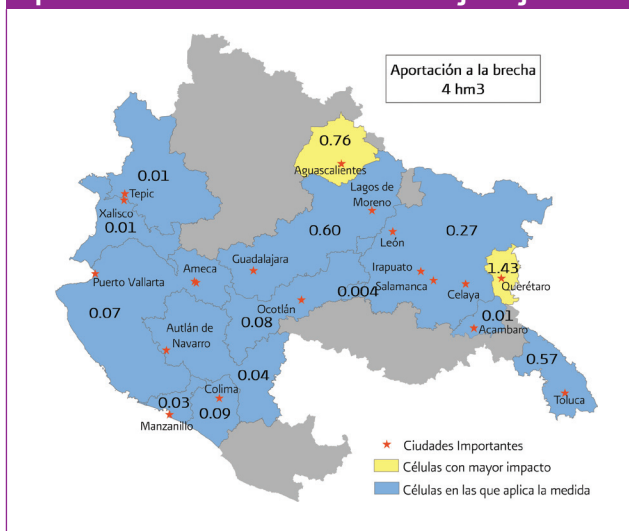 Aportación a la brecha
4 hm3
0.76
Aguascalientes
Lagos de
Moreno
0.01
Tepic
Xalisco
0.01
0.60
León
0.27
Guadalajara
Ameca
Puerto Vallarta
Irapuato
Salamanca
Celaya
1.43
Querétaro
0.004
Ocotlán
0.07
0.08
0.01
Acambaro
Autlán de
Navarro
0.57
0.04
Toluca
Colima
0.03
0.09
Manzanillo
Ciudades Importantes
Células con mayor impacto
Células en las que aplica la medida